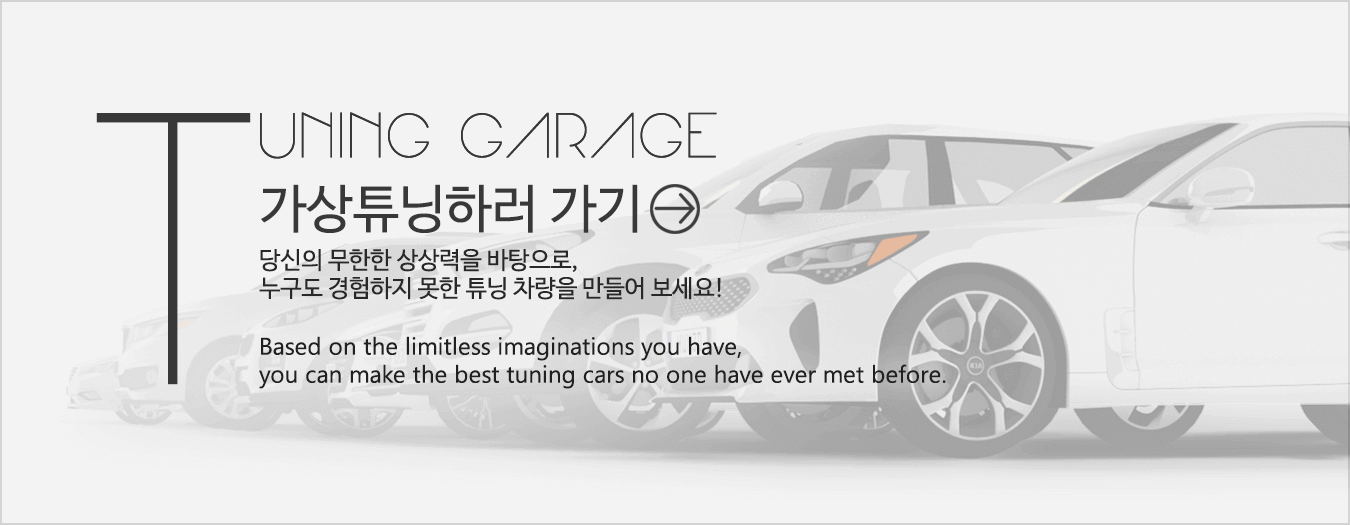 TUNING GARAGE
가상튜닝하러 가기
당신의 무한한 상상력을 바탕으로,
누구도 경험하지 못한 튜닝 차량을 만들어 보세요!
Based on the limitless imaginations you have,
you can make the best tuning cars no one have ever met before.
KIA